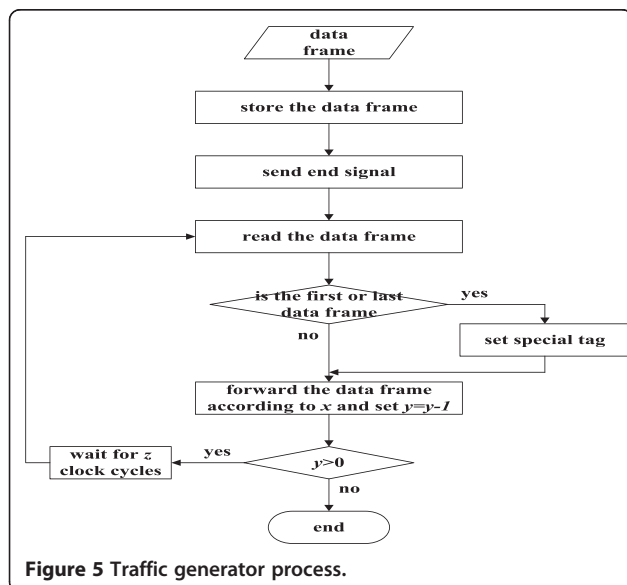 data
frame
store the data frame
send end signal
read the data frame
is the first or last
data frame
yes
no
set special tag
forward the data frame
according to x and set y=y-1
y>0
yes
wait for z
clock cycles
no
end
Figure 5 Traffic generator process.